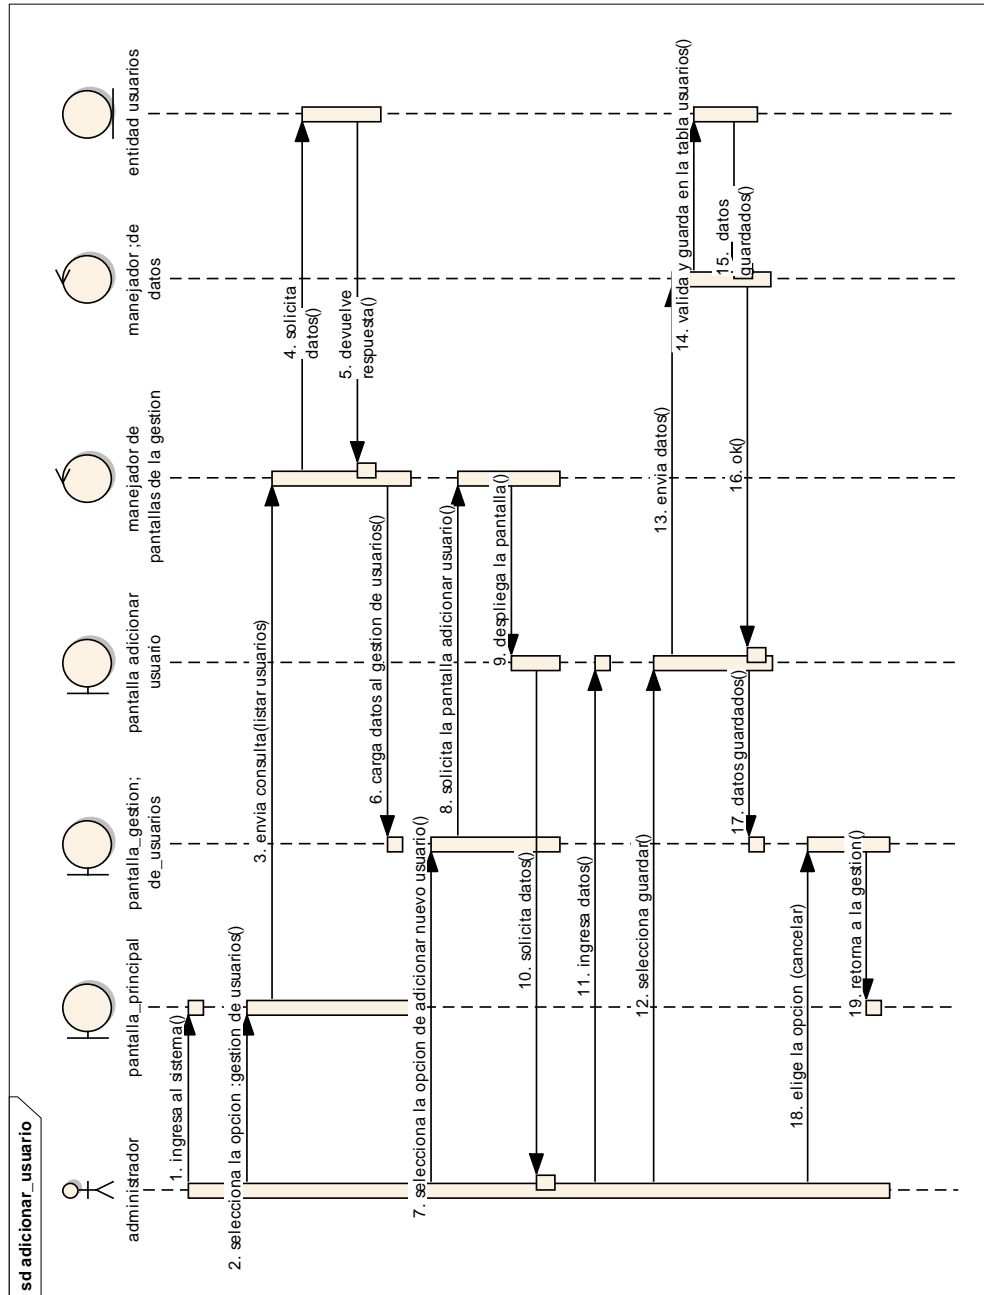 sd adicionar_usuario
administrador
pantalla_principal
pantalla_gestion;
de_usuarios
pantalla adicionar
usuario
manejador de
pantallas de la gestion
manejador ;de
datos
entidad usuarios
1. ingresa al sistema()
2. selecciona la opcion :gestion de usuarios()
3. envia consulta(listar usuarios)
4. solicita
datos()
5. devuelve
respuesta()
6. carga datos al gestion de usuarios()
7. selecciona la opcion de adicionar nuevo usuario()
8. solicita la pantalla adicionar usuario()
9. despliega la pantalla()
10. solicita datos()
11. ingresa datos()
12. selecciona guardar()
13. envia datos()
14. valida y guarda en la tabla usuarios()
15. datos
guardados()
16. ok()
17. datos guardados()
18. elige la opcion (cancelar)
19. retorna a la gestion()